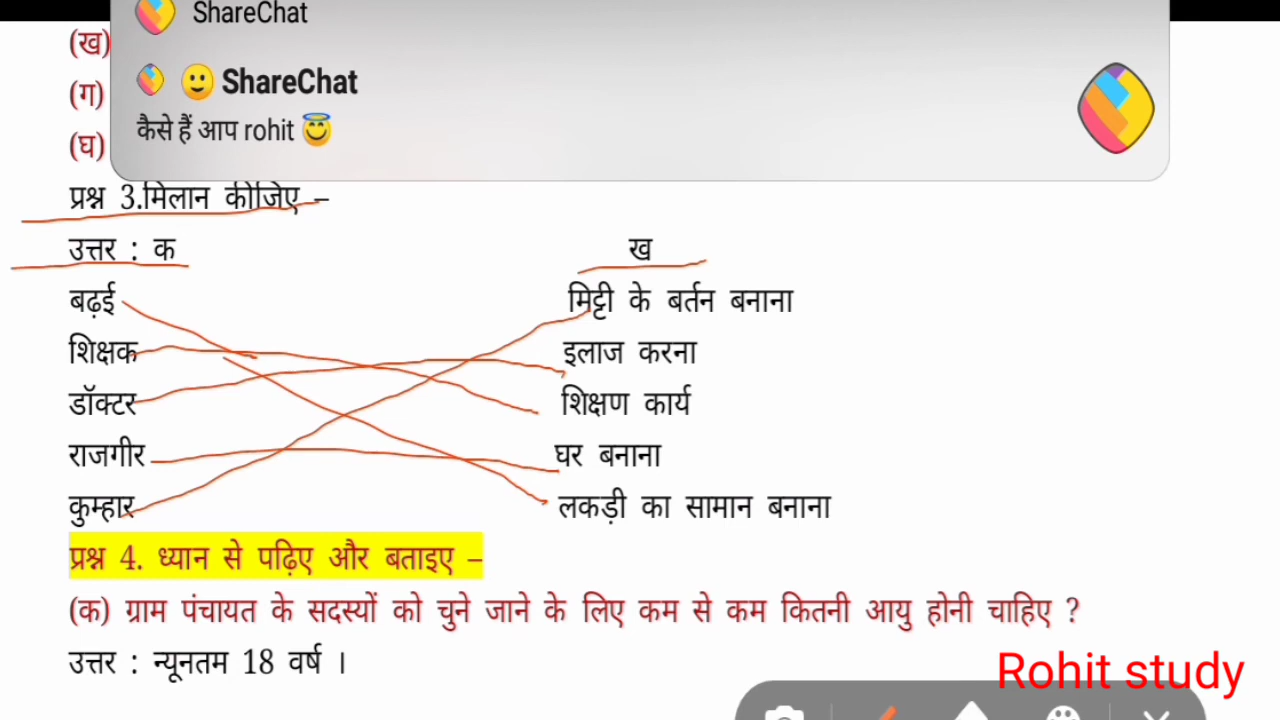 ShareChat
ShareChat
कैसे हैं आप rohit
(ख)
(ग)
(घ)
प्रश्न 3.मिलान कीजिए –
उत्तर : क ख
बढ़ई मिट्टी के बर्तन बनाना
शिक्षक इलाज करना
डॉक्टर शिक्षण कार्य
राजगीर घर बनाना
कुम्हार लकड़ी का सामान बनाना
प्रश्न 4. ध्यान से पढ़िए और बताइए –
(क) ग्राम पंचायत के सदस्यों को चुने जाने के लिए कम से कम कितनी आयु होनी चाहिए ?
उत्तर : न्यूनतम 18 वर्ष ।
Rohit study